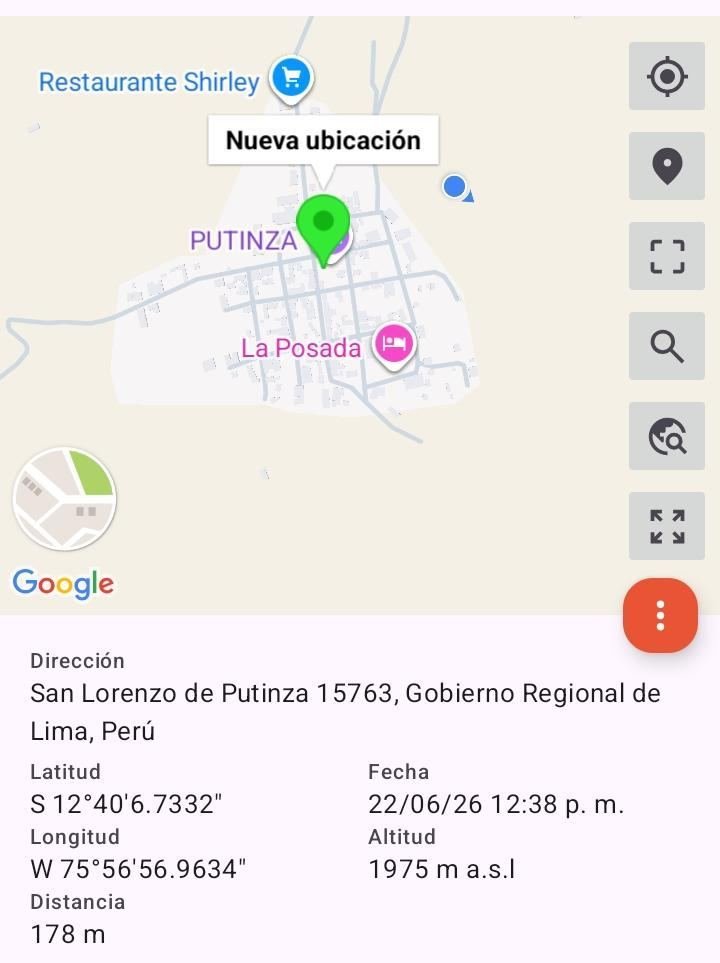 Restaurante Shirley
Nueva ubicación
PUTINZA
La Posada
Google
Dirección
San Lorenzo de Putinza 15763, Gobierno Regional de
Lima, Perú
Latitud
S 12°40'6.7332"
Fecha
22/06/26 12:38 p. m.
Longitud
W 75°56'56.9634"
Altitud
1975 m a.s.l
Distancia
178 m